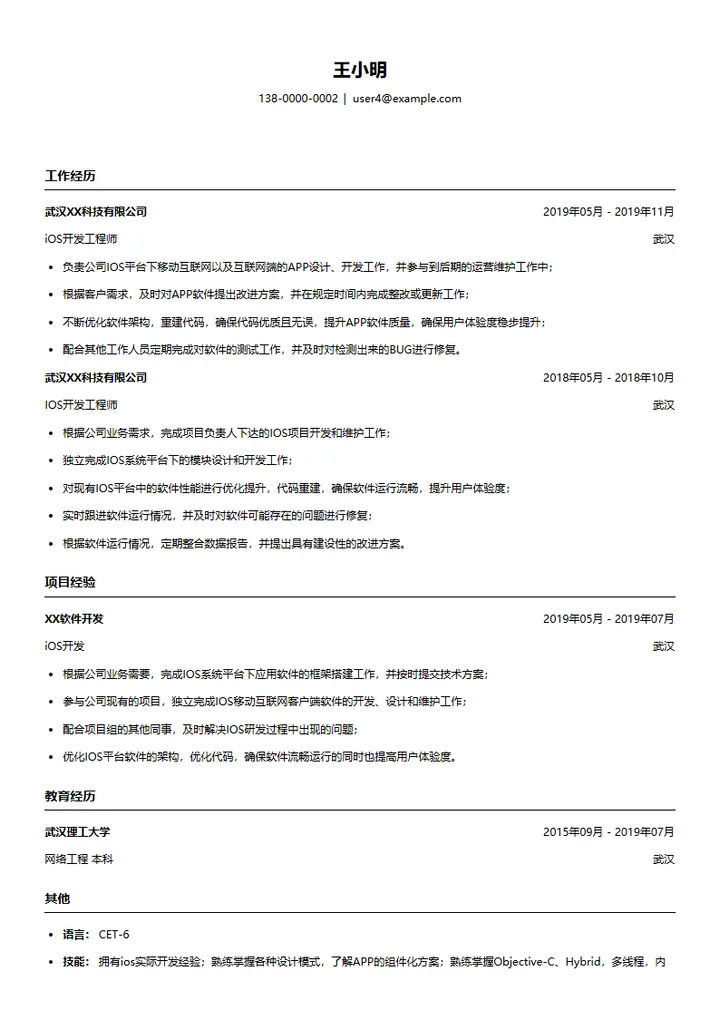 王小明
138-0000-0002 | user4@example.com
工作经历
武汉XX科技有限公司 2019年05月 - 2019年11月
iOS开发工程师 武汉
• 负责公司IOS平台下移动互联网以及互联网端的APP设计、开发工作，并参与到后期的运营维护工作中；
• 根据客户需求，及时对APP软件提出改进方案，并在规定时间内完成整改或更新工作；
• 不断优化软件架构，重建代码，确保代码优质且无误，提升APP软件质量，确保用户体验度稳步提升；
• 配合其他工作人员定期完成对软件的测试工作，并及时对检测出来的BUG进行修复。
武汉XX科技有限公司 2018年05月 - 2018年10月
IOS开发工程师 武汉
• 根据公司业务需求，完成项目负责人下达的IOS项目开发和维护工作；
• 独立完成IOS系统平台下的模块设计和开发工作；
• 对现有IOS平台中的软件性能进行优化提升，代码重建，确保软件运行流畅，提升用户体验度；
• 实时跟进软件运行情况，并及时对软件可能存在的问题进行修复；
• 根据软件运行情况，定期整合数据报告，并提出具有建设性的改进方案。
项目经验
XX软件开发 2019年05月 - 2019年07月
iOS开发 武汉
• 根据公司业务需要，完成IOS系统平台下应用软件的框架搭建工作，并按时提交技术方案；
• 参与公司现有的项目，独立完成IOS移动互联网客户端软件的开发、设计和维护工作；
• 配合项目组的其他同事，及时解决IOS研发过程中出现的问题；
• 优化IOS平台软件的架构，优化代码，确保软件流畅运行的同时也提高用户体验度。
教育经历
武汉理工大学 2015年09月 - 2019年07月
网络工程 本科 武汉
其他
• 语言： CET-6
• 技能： 拥有ios实际开发经验；熟练掌握各种设计模式，了解APP的组件化方案；熟练掌握Objective-C、Hybrid，多线程，内